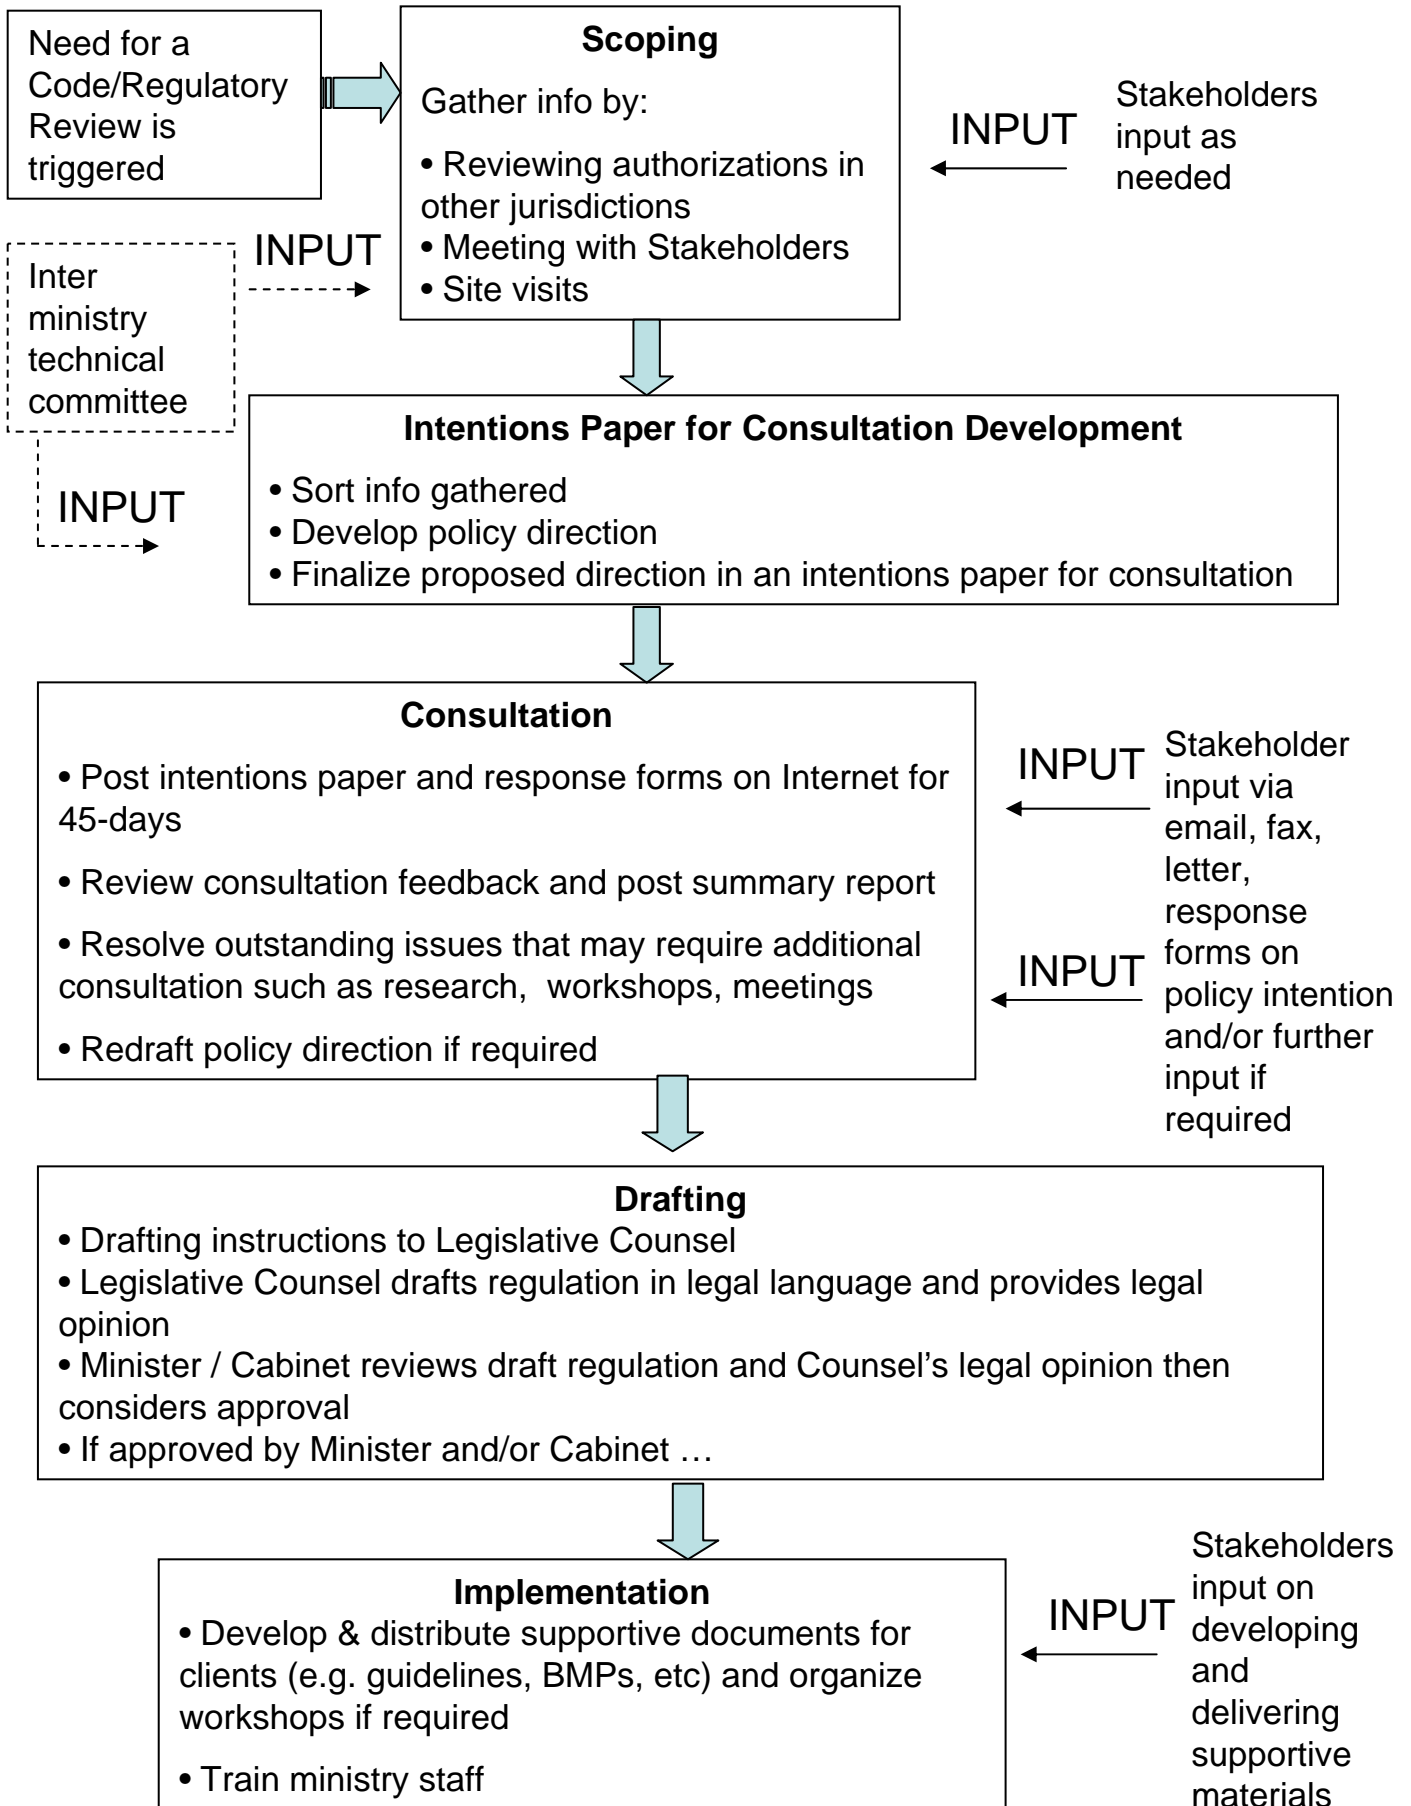 Need for a
Code/Regulatory
Review is
triggered
Scoping
Gather info by:
• Reviewing authorizations in
other jurisdictions
• Meeting with Stakeholders
• Site visits
INPUT
Stakeholders
input as
needed
Inter
ministry
technical
committee
INPUT
INPUT
Intentions Paper for Consultation Development
• Sort info gathered
• Develop policy direction
• Finalize proposed direction in an intentions paper for consultation
Consultation
• Post intentions paper and response forms on Internet for
45-days
• Review consultation feedback and post summary report
• Resolve outstanding issues that may require additional
consultation such as research, workshops, meetings
• Redraft policy direction if required
INPUT
INPUT
Stakeholder
input via
email, fax,
letter,
response
forms on
policy intention
and/or further
input if
required
Drafting
• Drafting instructions to Legislative Counsel
• Legislative Counsel drafts regulation in legal language and provides legal
opinion
• Minister / Cabinet reviews draft regulation and Counsel’s legal opinion then
considers approval
• If approved by Minister and/or Cabinet …
Implementation
• Develop & distribute supportive documents for
clients (e.g. guidelines, BMPs, etc) and organize
workshops if required
• Train ministry staff
INPUT
Stakeholders
input on
developing
and
delivering
supportive
materials